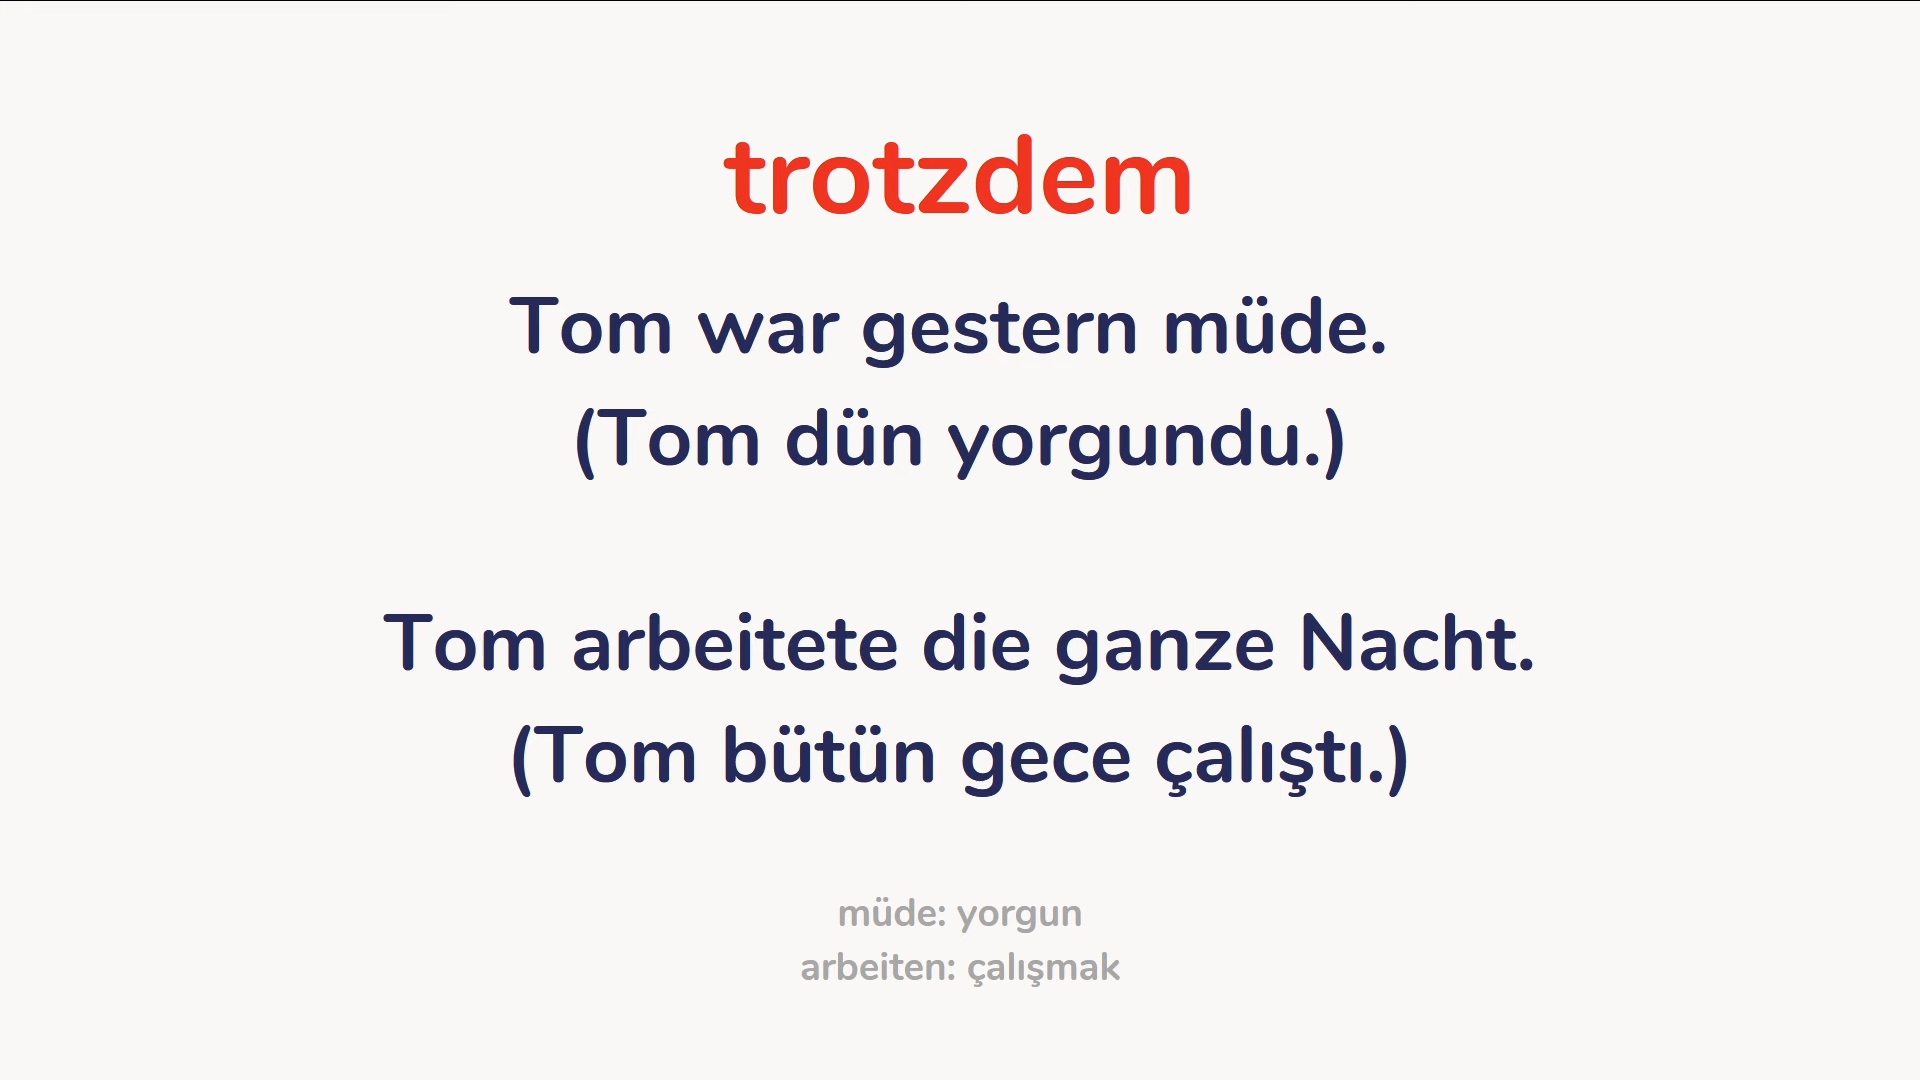 trotzdem
Tom war gestern müde.
(Tom dün yorgundu.)
Tom arbeitete die ganze Nacht.
(Tom bütün gece çalıştı.)
müde: yorgun
arbeiten: çalışmak